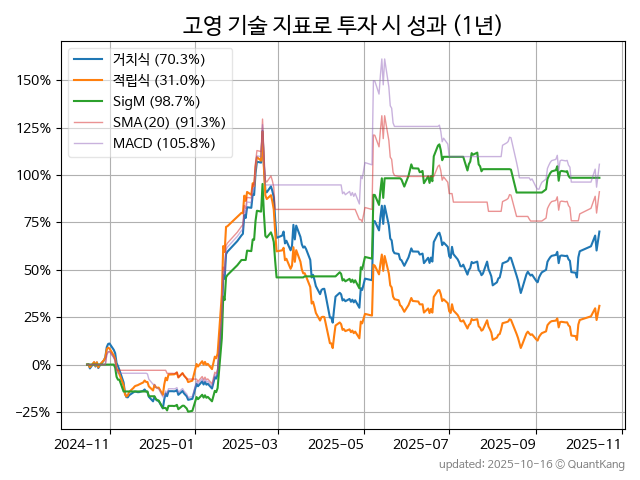 고영 기술 지표로 투자 시 성과 (1년)
거치식 (70.3%)
적립식 (31.0%)
SigM (98.7%)
SMA(20) (91.3%)
MACD (105.8%)
150%
125%
100%
75%
50%
25%
0%
−25%
2024−11
2025−01
2025−03
2025−05
2025−07
2025−09
2025−11
updated: 2025-10-16 © QuantKang